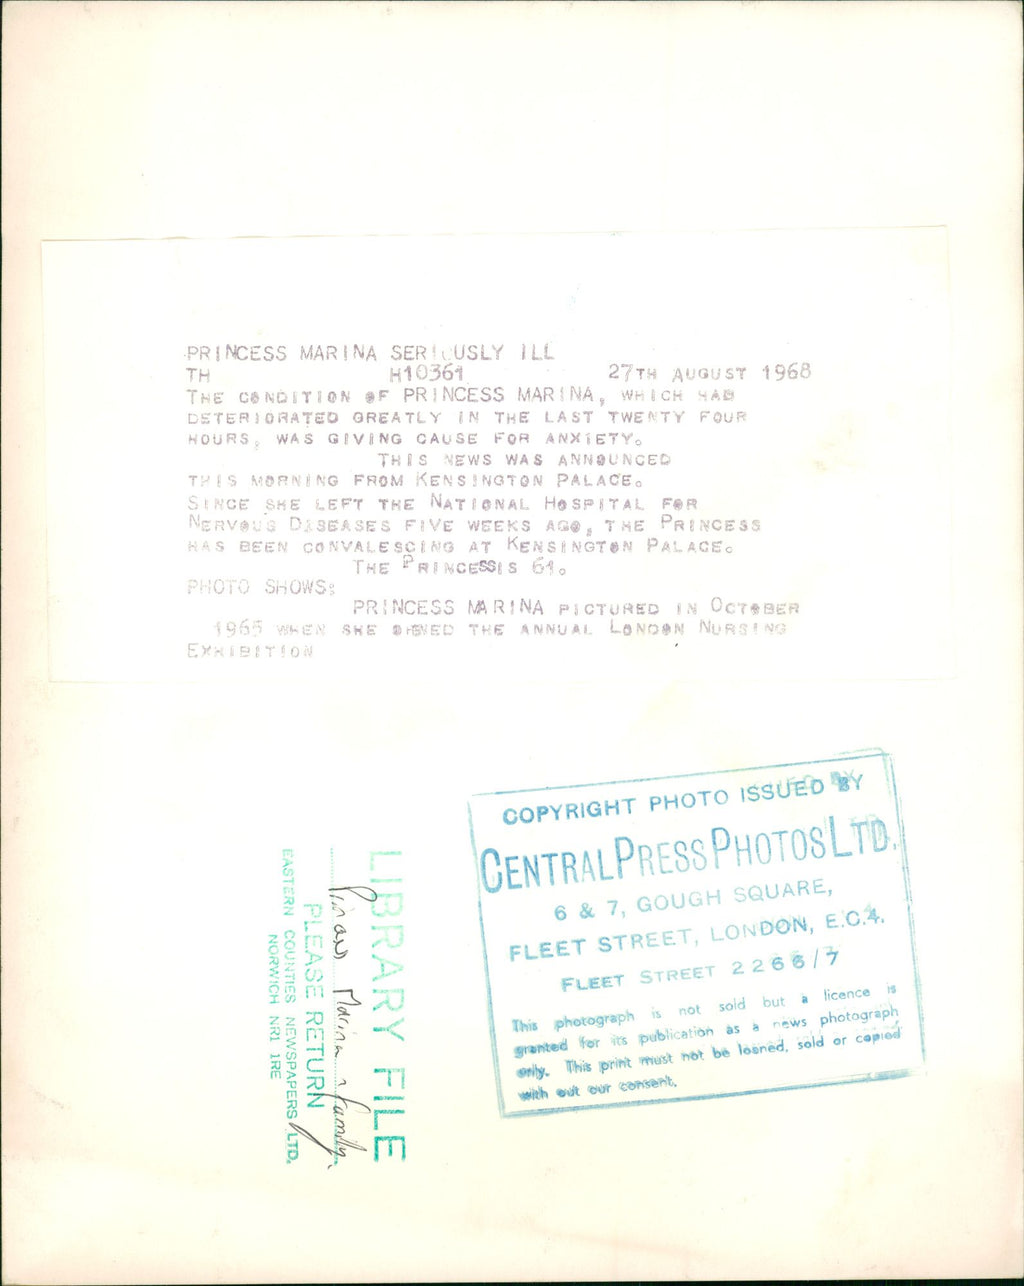 PRINCESS MARINA SERIOUSLY ILL
TH H10361 27TH AUGUST 1968
THE CONDITION OF PRINCESS MARINA, WHICH HAD
DETERIORATED GREATLY IN THE LAST TWENTY FOUR
HOURS, WAS GIVING CAUSE FOR ANXIETY.
THIS NEWS WAS ANNOUNCED
THIS MORNING FROM KENSINGTON PALACE.
SINCE SHE LEFT THE NATIONAL HOSPITAL FOR
NERVOUS DISEASES FIVE WEEKS AGO, THE PRINCESS
HAS BEEN CONVALESCING AT KENSINGTON PALACE.
THE PRINCESSIS 61.
PHOTO SHOWS:
PRINCESS MARINA PICTURED IN OCTOBER
1965 WHEN SHE OPENED THE ANNUAL LONDON NURSING
EXHIBITION
COPYRIGHT PHOTO ISSUED BY
CENTRAL PRESS PHOTOS LTD.
6 & 7, GOUGH SQUARE,
FLEET STREET, LONDON, E.C.4.
FLEET STREET 2266/7
This photograph is not sold but a licence is
granted for its publication as a news photograph
only. This print must not be loaned, sold or copied
with out our consent.
LIBRARY FILE
Princess Marina & family.
PLEASE RETURN
EASTERN COUNTIES NEWSPAPERS LTD.
NORWICH NR1 1RE